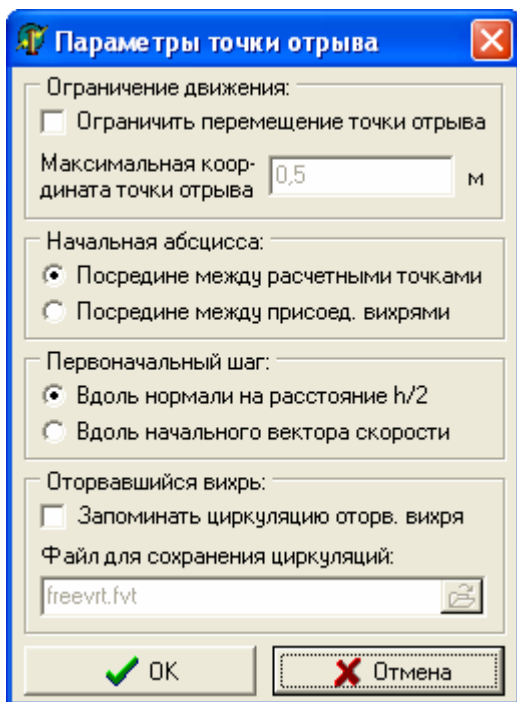 Параметры точки отрыва
Ограничение движения:
Ограничить перемещение точки отрыва
Максимальная коор-
дината точки отрыва
0,5
м
Начальная абсцисса:
Посредине между расчетными точками
Посредине между присоед. вихрями
Первоначальный шаг:
Вдоль нормали на расстояние h/2
Вдоль начального вектора скорости
Оторвавшийся вихрь:
Запоминать циркуляцию оторв. вихря
Файл для сохранения циркуляций:
freevrt.fvt
OK
Отмена